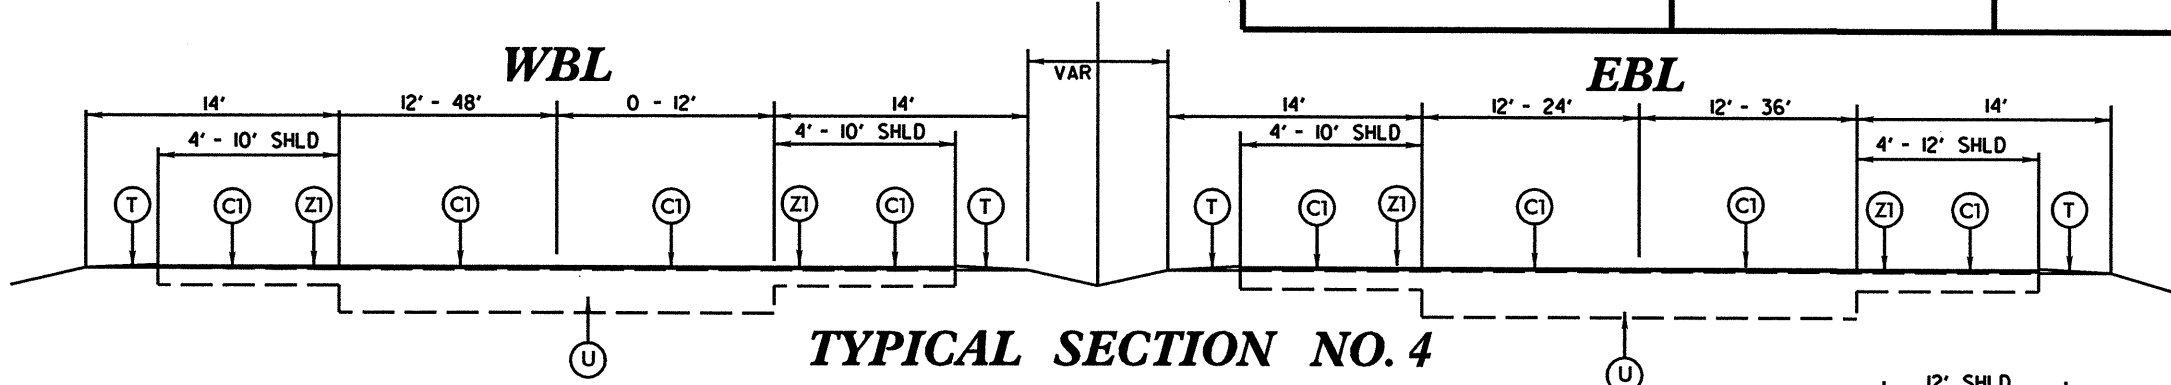 WBL
EBL
VAR
14' 12' - 48' 0 - 12' 14' 14' 12' - 24' 12' - 36' 14'
4' - 10' SHLD 4' - 10' SHLD 4' - 10' SHLD 4' - 12' SHLD
T C1 Z1 C1 C1 Z1 C1 T T C1 Z1 C1 C1 Z1 C1 T
U TYPICAL SECTION NO. 4 U
12' SHLD